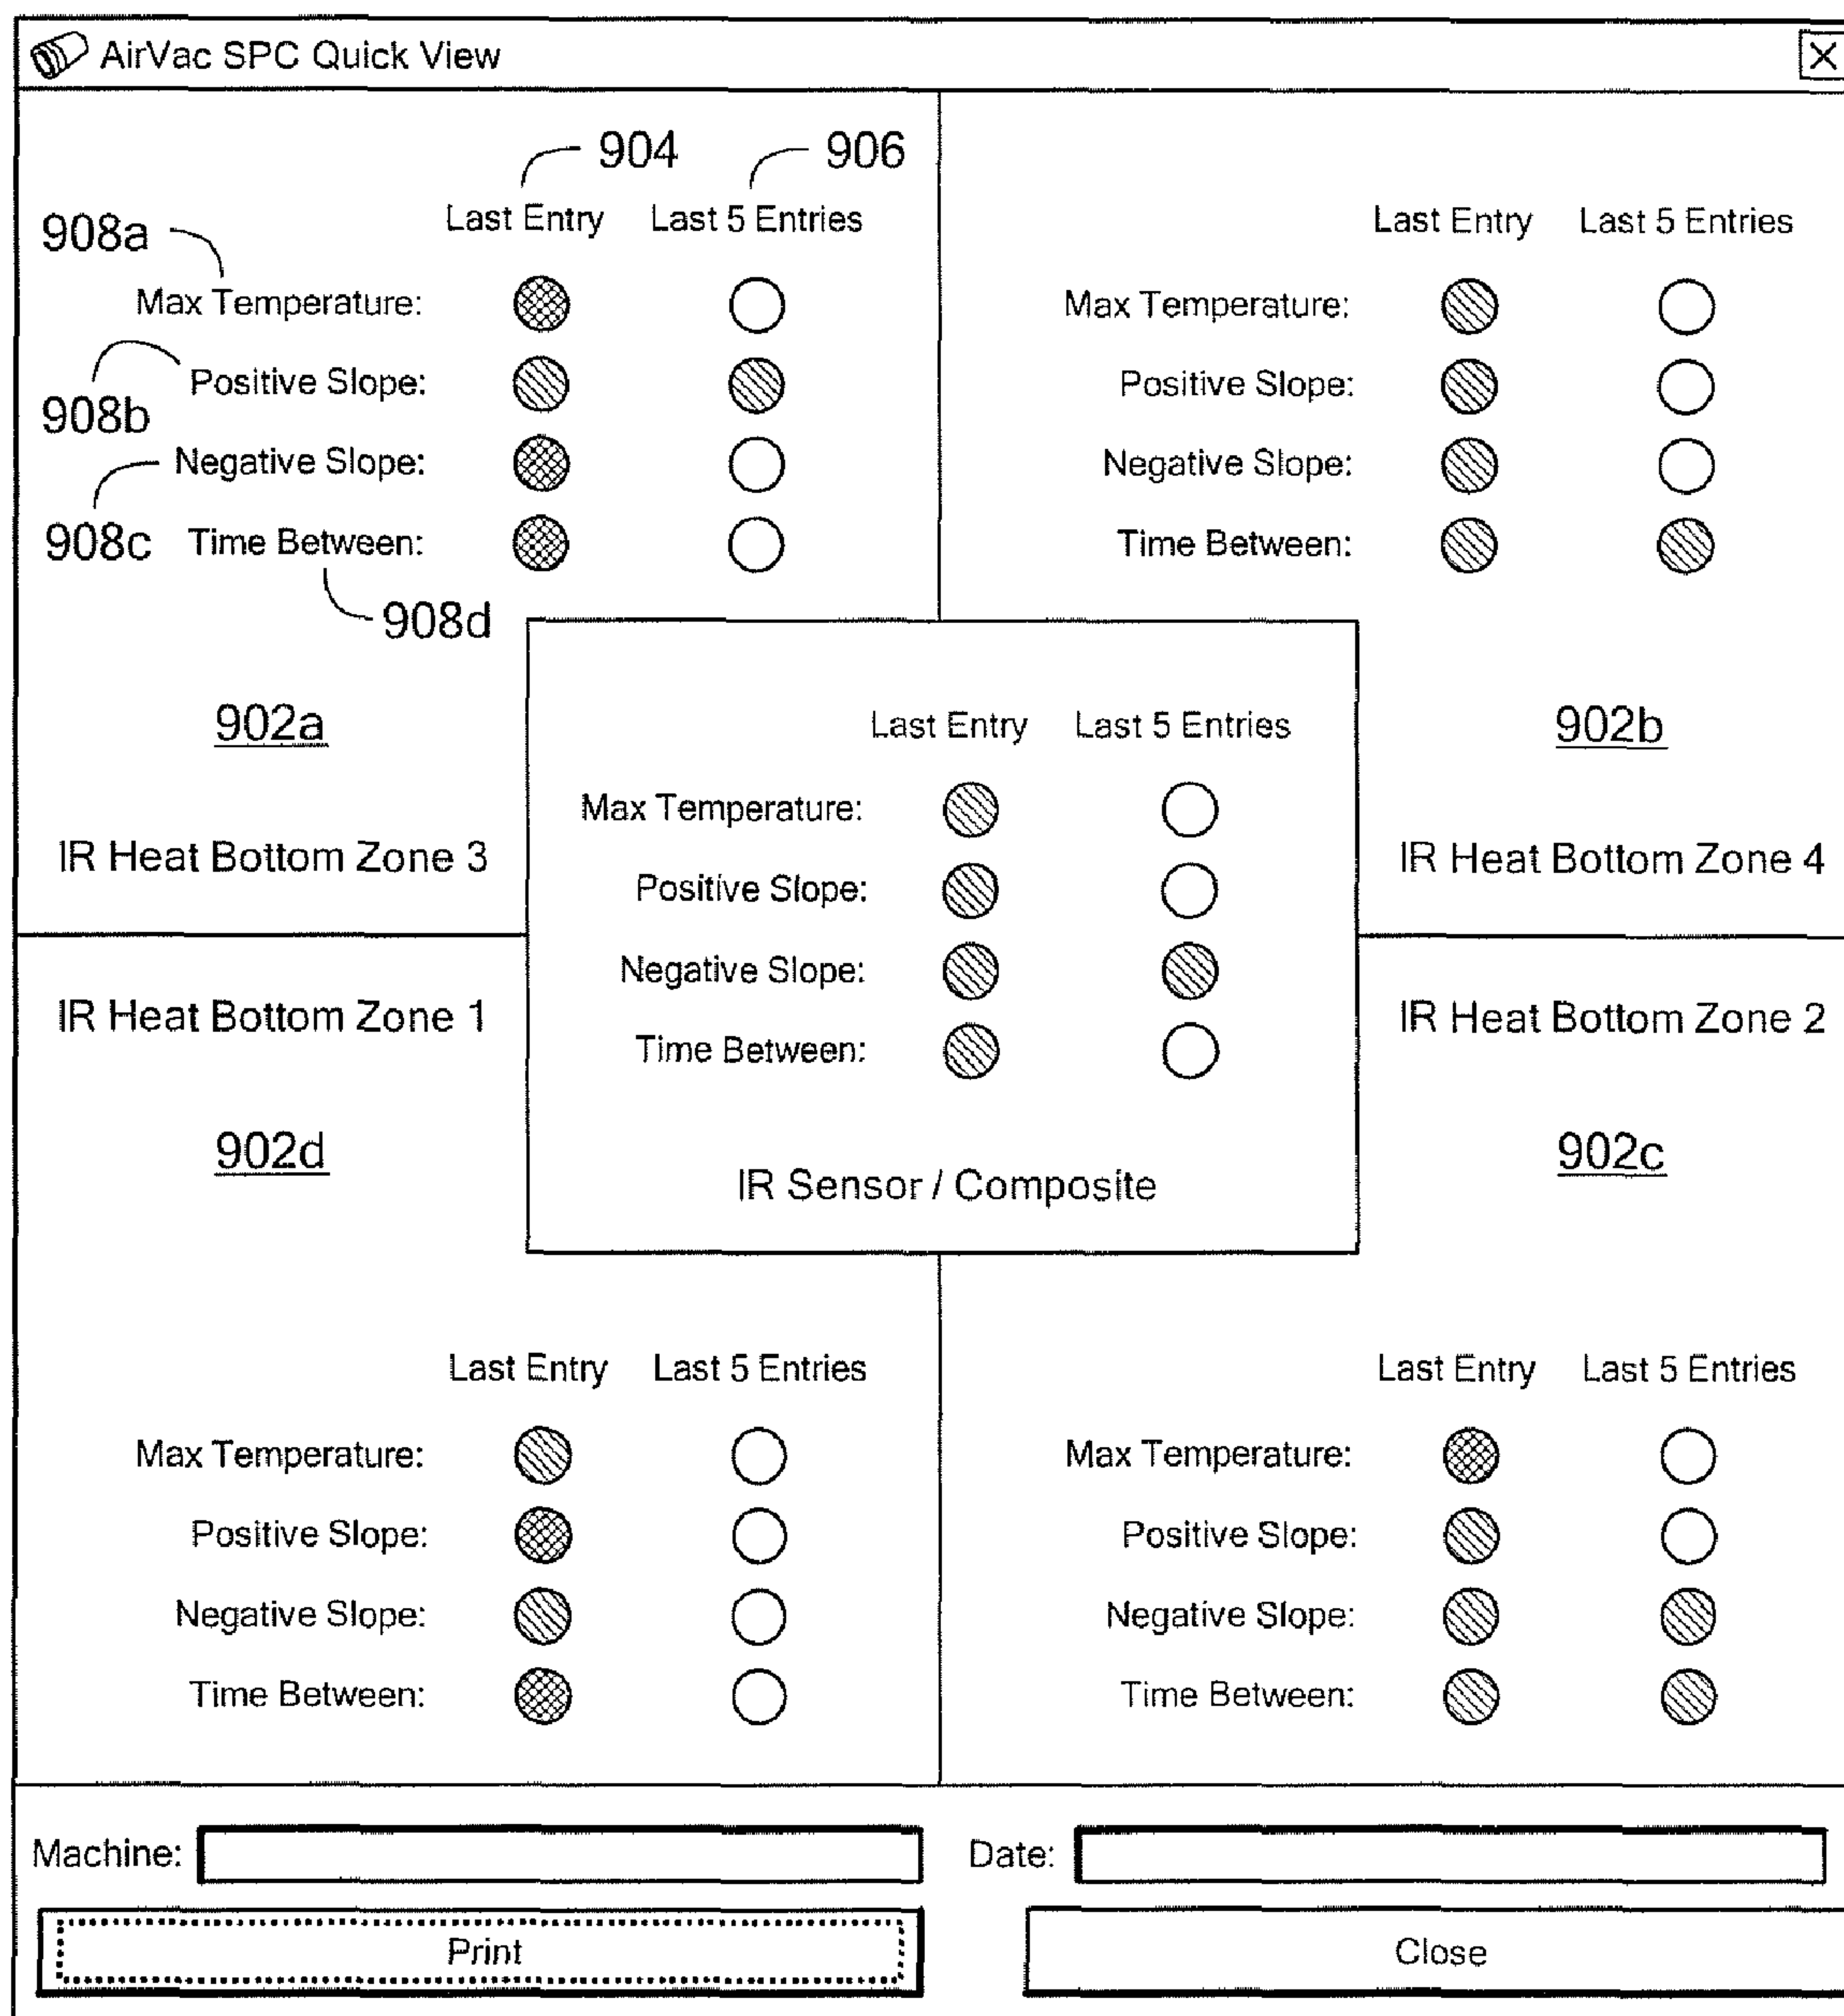 AirVac SPC Quick View
904
906
Last Entry Last 5 Entries
908a
Max Temperature:
Positive Slope:
908b
Negative Slope:
908c
Time Between:
908d
902a
IR Heat Bottom Zone 3
Last Entry Last 5 Entries
Max Temperature:
Positive Slope:
Negative Slope:
Time Between:
902b
IR Heat Bottom Zone 4
Last Entry Last 5 Entries
Max Temperature:
Positive Slope:
Negative Slope:
Time Between:
IR Sensor / Composite
IR Heat Bottom Zone 1
902d
Last Entry Last 5 Entries
Max Temperature:
Positive Slope:
Negative Slope:
Time Between:
IR Heat Bottom Zone 2
902c
Last Entry Last 5 Entries
Max Temperature:
Positive Slope:
Negative Slope:
Time Between:
Machine:
Date:
Print
Close